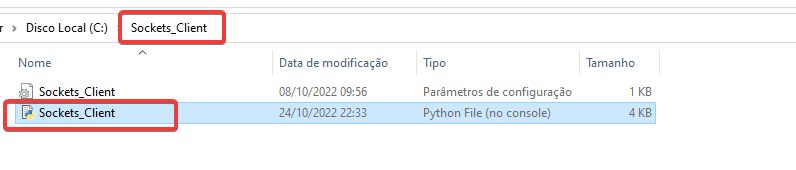 r > Disco Local (C:) > Sockets_Client
Nome Data de modificação Tipo Tamanho
Sockets_Client 08/10/2022 09:56 Parâmetros de configuração 1 KB
Sockets_Client 24/10/2022 22:33 Python File (no console) 4 KB